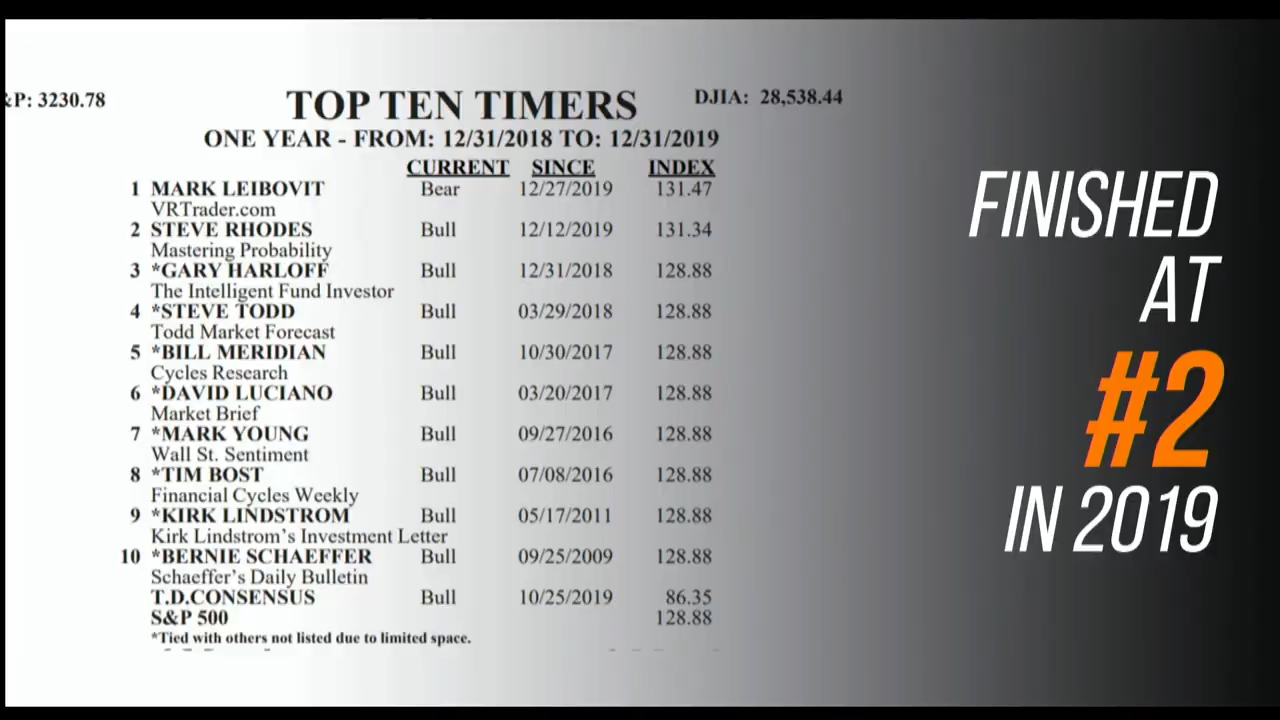 &P: 3230.78
TOP TEN TIMERS
DJIA: 28,538.44
ONE YEAR - FROM: 12/31/2018 TO: 12/31/2019
CURRENT SINCE INDEX
1 MARK LEIBOVIT Bear 12/27/2019 131.47
VRTrader.com
2 STEVE RHODES Bull 12/12/2019 131.34
Mastering Probability
3 *GARY HARLOFF Bull 12/31/2018 128.88
The Intelligent Fund Investor
4 *STEVE TODD Bull 03/29/2018 128.88
Todd Market Forecast
5 *BILL MERIDIAN Bull 10/30/2017 128.88
Cycles Research
6 *DAVID LUCIANO Bull 03/20/2017 128.88
Market Brief
7 *MARK YOUNG Bull 09/27/2016 128.88
Wall St. Sentiment
8 *TIM BOST Bull 07/08/2016 128.88
Financial Cycles Weekly
9 *KIRK LINDSTROM Bull 05/17/2011 128.88
Kirk Lindstrom's Investment Letter
10 *BERNIE SCHAEFFER Bull 09/25/2009 128.88
Schaeffer's Daily Bulletin
T.D.CONSENSUS Bull 10/25/2019 86.35
S&P 500 128.88
*Tied with others not listed due to limited space.
FINISHED
AT
#2
IN 2019